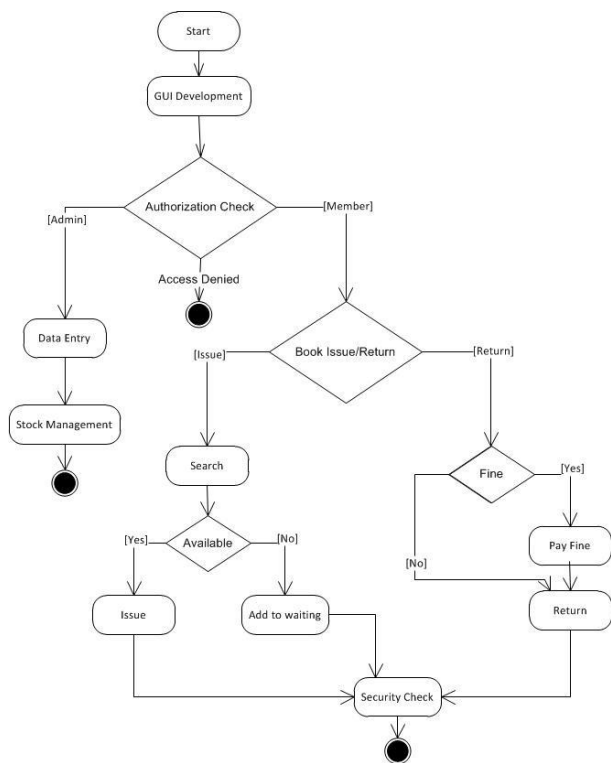 Start
GUI Development
Authorization Check
[Admin]
[Member]
Access Denied
Data Entry
Book Issue/Return
[Issue]
[Return]
Stock Management
Search
Fine
[Yes]
[Yes]
Available
[No]
Pay Fine
[No]
Issue
Add to waiting
Return
Security Check